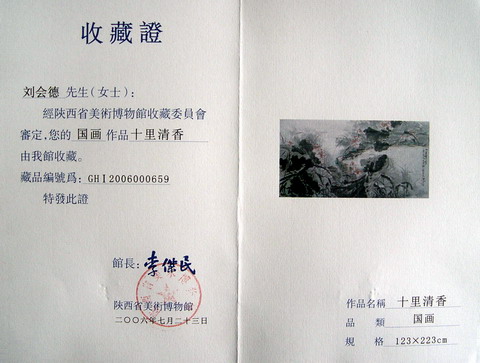 收藏證
刘会德 先生(女士):
經陝西省美術博物館收藏委員會
審定,您的 国画 作品 十里清香
由我館收藏。
藏品編號爲: GHI2006000659
特發此證
館長: 李傑民
陝西省美術博物館
二〇〇六年七月二十三日
作品名稱 十里清香
品類 国画
規格 123×223cm